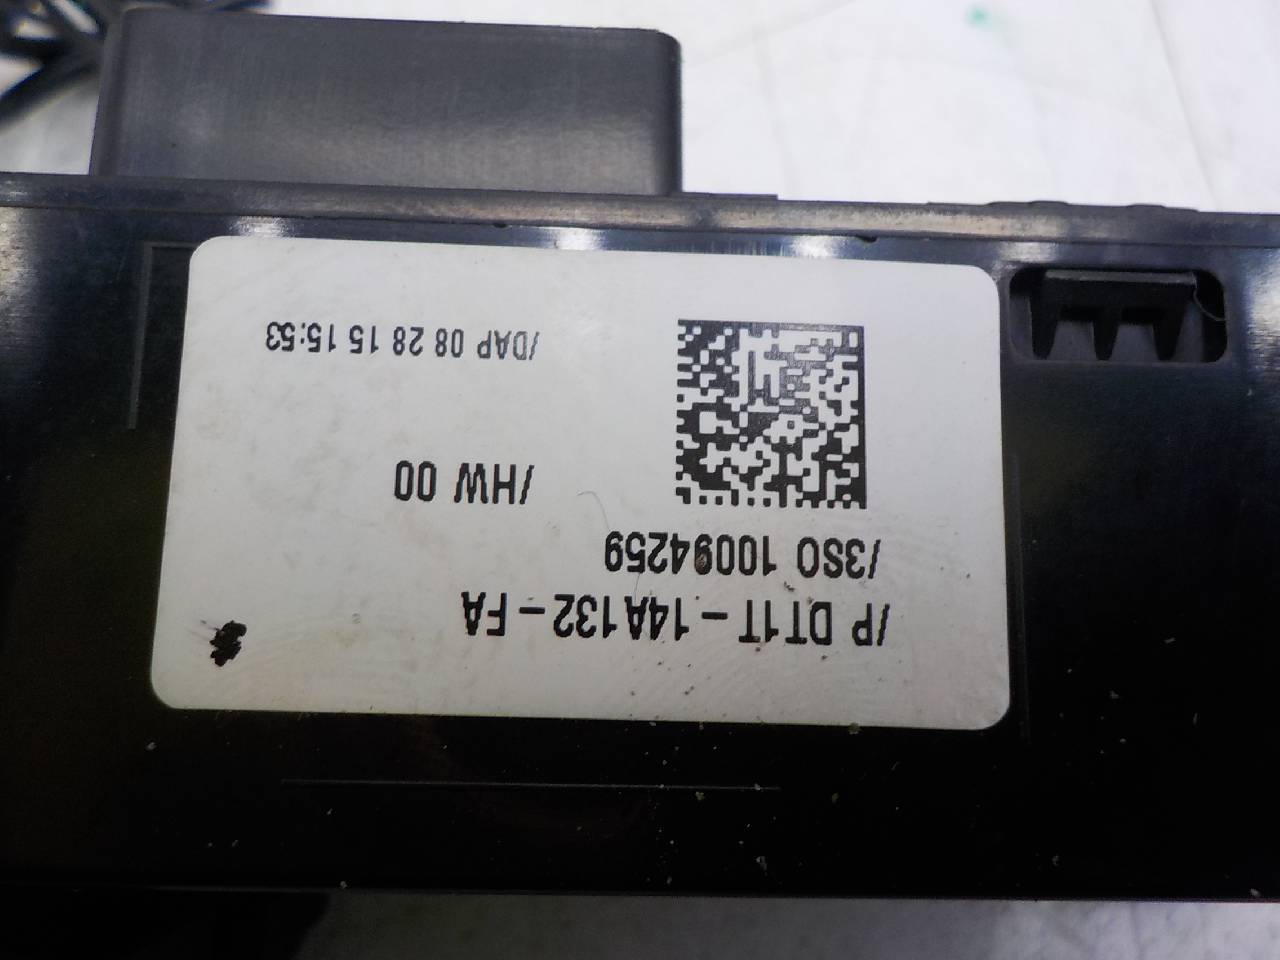 /P DT1T-14A132-FA
/3SO 10094259
/HW 00
/DAP 08 28 15 15:53